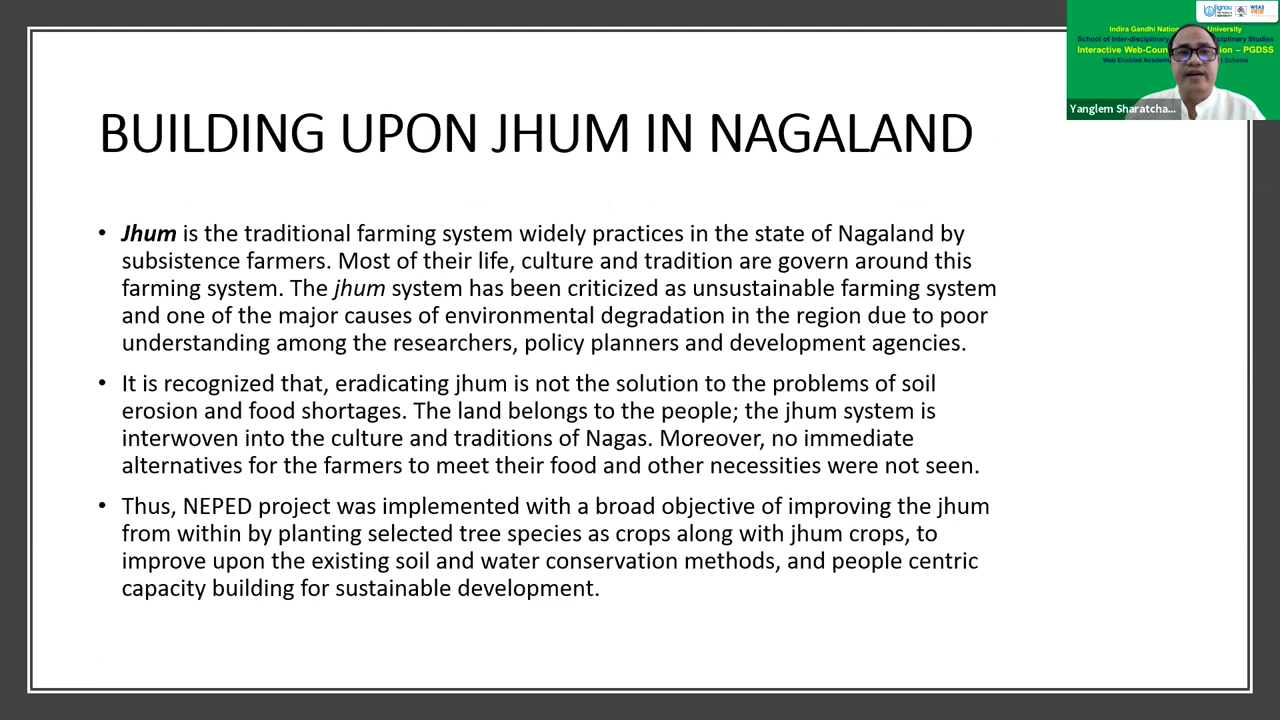 Indira Gandhi Nation University
School of Inter-disciplinary ciplinary Studies
Interactive Web-Coun ion – PGDSS
Web Enabled Academi Scheme
Yanglem Sharatcha...
BUILDING UPON JHUM IN NAGALAND
• Jhum is the traditional farming system widely practices in the state of Nagaland by
subsistence farmers. Most of their life, culture and tradition are govern around this
farming system. The jhum system has been criticized as unsustainable farming system
and one of the major causes of environmental degradation in the region due to poor
understanding among the researchers, policy planners and development agencies.
• It is recognized that, eradicating jhum is not the solution to the problems of soil
erosion and food shortages. The land belongs to the people; the jhum system is
interwoven into the culture and traditions of Nagas. Moreover, no immediate
alternatives for the farmers to meet their food and other necessities were not seen.
• Thus, NEPED project was implemented with a broad objective of improving the jhum
from within by planting selected tree species as crops along with jhum crops, to
improve upon the existing soil and water conservation methods, and people centric
capacity building for sustainable development.